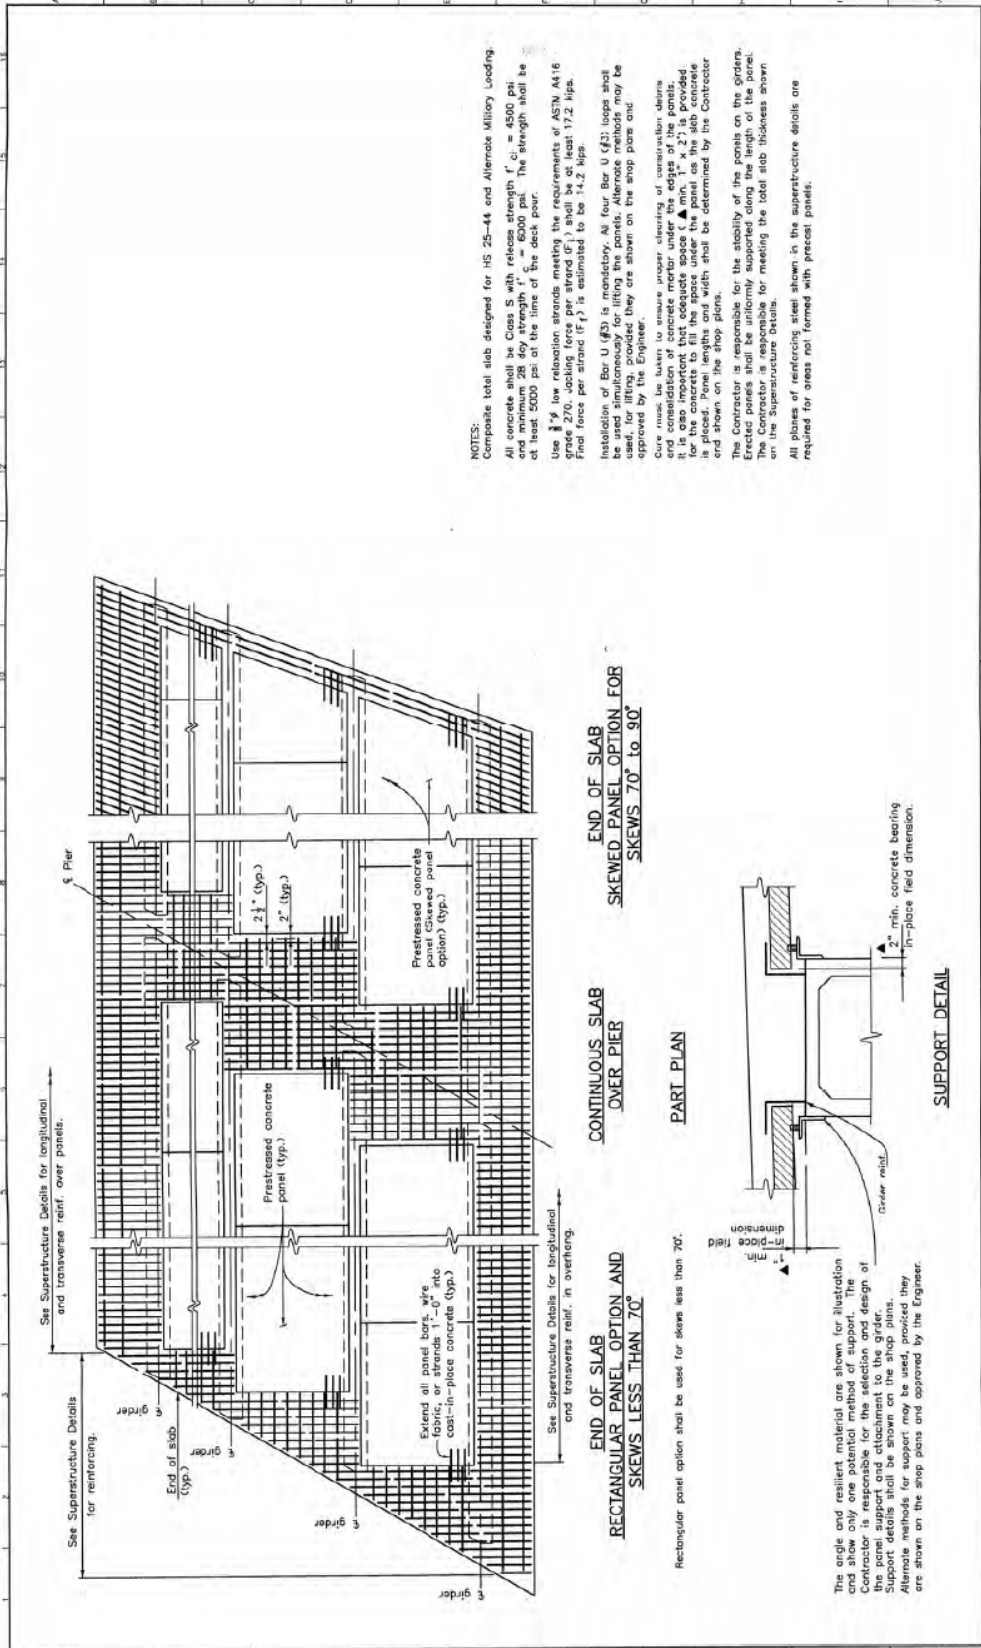 See Superstructure Details
for reinforcing.
See Superstructure Details for longitudinal
and transverse reinf. over panels.
℄ Pier
℄ girder
End of slab
(typ.)
℄ girder
℄ girder
℄ girder
Prestressed concrete
panel (typ.)
Extend all panel bars, wire
fabric, or strands 1'-0" into
cast-in-place concrete (typ.)
2 1/2" (typ.)
2" (typ.)
Prestressed concrete
panel (Skewed panel
option) (typ.)
See Superstructure Details for longitudinal
and transverse reinf. in overhang.
END OF SLAB
RECTANGULAR PANEL OPTION AND
SKEWS LESS THAN 70°
CONTINUOUS SLAB
OVER PIER
END OF SLAB
SKEWED PANEL OPTION FOR
SKEWS 70° to 90°
Rectangular panel option shall be used for skews less than 70°.
PART PLAN
1" min.
in-place field
dimension
▲
Girder reinf.
▲
2" min. concrete bearing
in-place field dimension.
The angle and resilient material are shown for illustration
and show only one potential method of support. The
Contractor is responsible for the selection and design of
the panel support and attachment to the girder.
Support details shall be shown on the shop plans.
Alternate methods for support may be used, provided they
are shown on the shop plans and approved by the Engineer.
SUPPORT DETAIL
NOTES:
Composite total slab designed for HS 25-44 and Alternate Military Loading.
All concrete shall be Class S with release strength f'ci = 4500 psi
and minimum 28 day strength f'c = 6000 psi. The strength shall be
at least 5000 psi at the time of the deck pour.
Use 3/8"ø low relaxation strands meeting the requirements of ASTM A416
grade 270. Jacking force per strand (Fj) shall be at least 17.2 kips.
Final force per strand (Ff) is estimated to be 14.2 kips.
Installation of Bar U (#3) is mandatory. All four Bar U (#3) loops shall
be used simultaneously for lifting the panels. Alternate methods may be
used, for lifting, provided they are shown on the shop plans and
approved by the Engineer.
Care must be taken to ensure proper cleaning of construction debris
and consolidation of concrete mortar under the edges of the panels.
It is also important that adequate space (▲ min. 1" x 2") is provided
for the concrete to fill the space under the panel as the slab concrete
is placed. Panel lengths and width shall be determined by the Contractor
and shown on the shop plans.
The Contractor is responsible for the stability of the panels on the girders.
Erected panels shall be uniformly supported along the length of the panel.
The Contractor is responsible for meeting the total slab thickness shown
on the Superstructure Details.
All planes of reinforcing steel shown in the superstructure details are
required for areas not formed with precast panels.